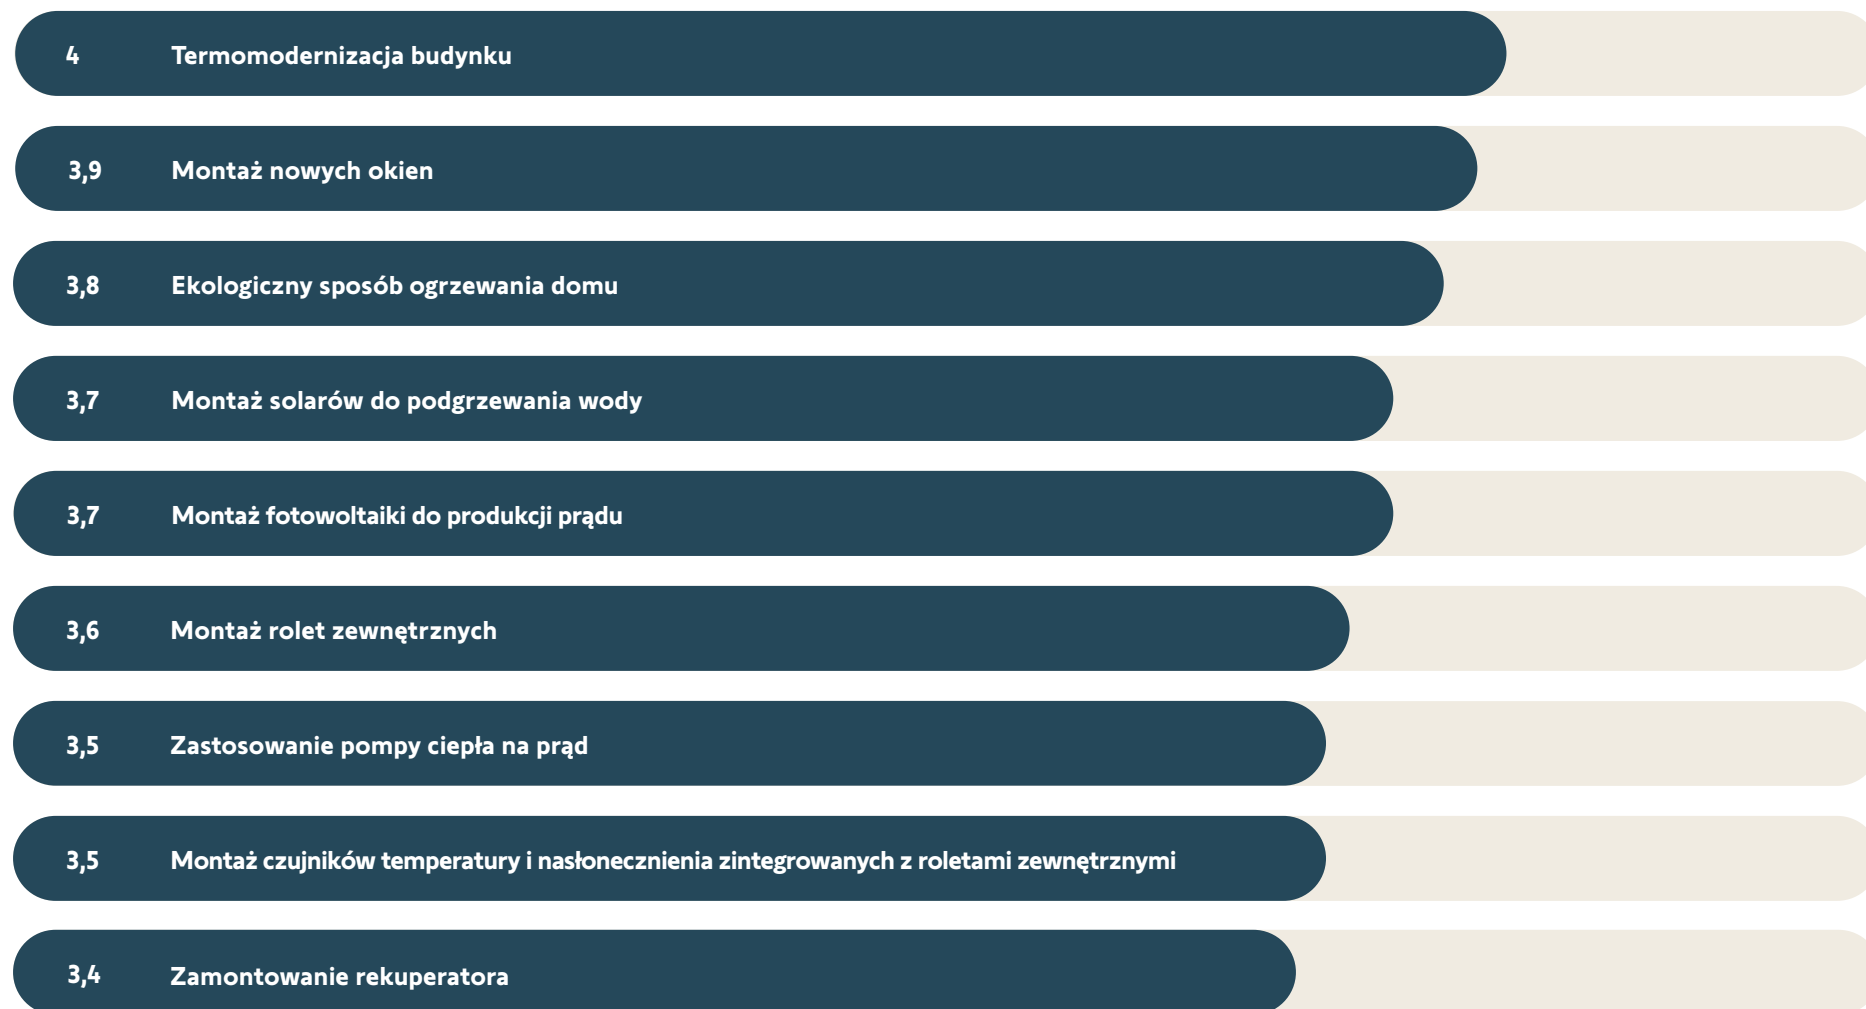 4 Termomodernizacja budynku
3,9 Montaż nowych okien
3,8 Ekologiczny sposób ogrzewania domu
3,7 Montaż solarów do podgrzewania wody
3,7 Montaż fotowoltaiki do produkcji prądu
3,6 Montaż rolet zewnętrznych
3,5 Zastosowanie pompy ciepła na prąd
3,5 Montaż czujników temperatury i nasłonecznienia zintegrowanych z roletami zewnętrznymi
3,4 Zamontowanie rekuperatora